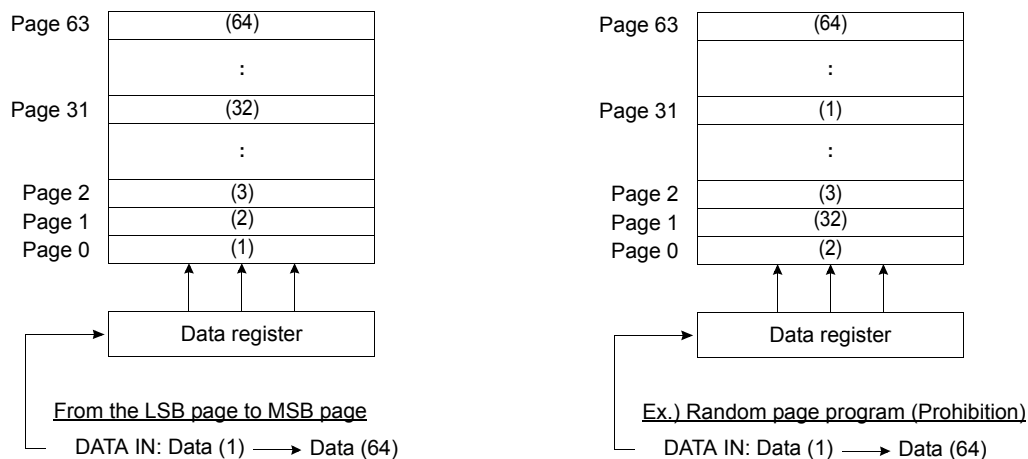 Page 63 (64)
:
Page 31 (32)
:
Page 2 (3)
Page 1 (2)
Page 0 (1)
Data register
From the LSB page to MSB page
DATA IN: Data (1) Data (64)
Page 63 (64)
:
Page 31 (1)
:
Page 2 (3)
Page 1 (32)
Page 0 (2)
Data register
Ex.) Random page program (Prohibition)
DATA IN: Data (1) Data (64)